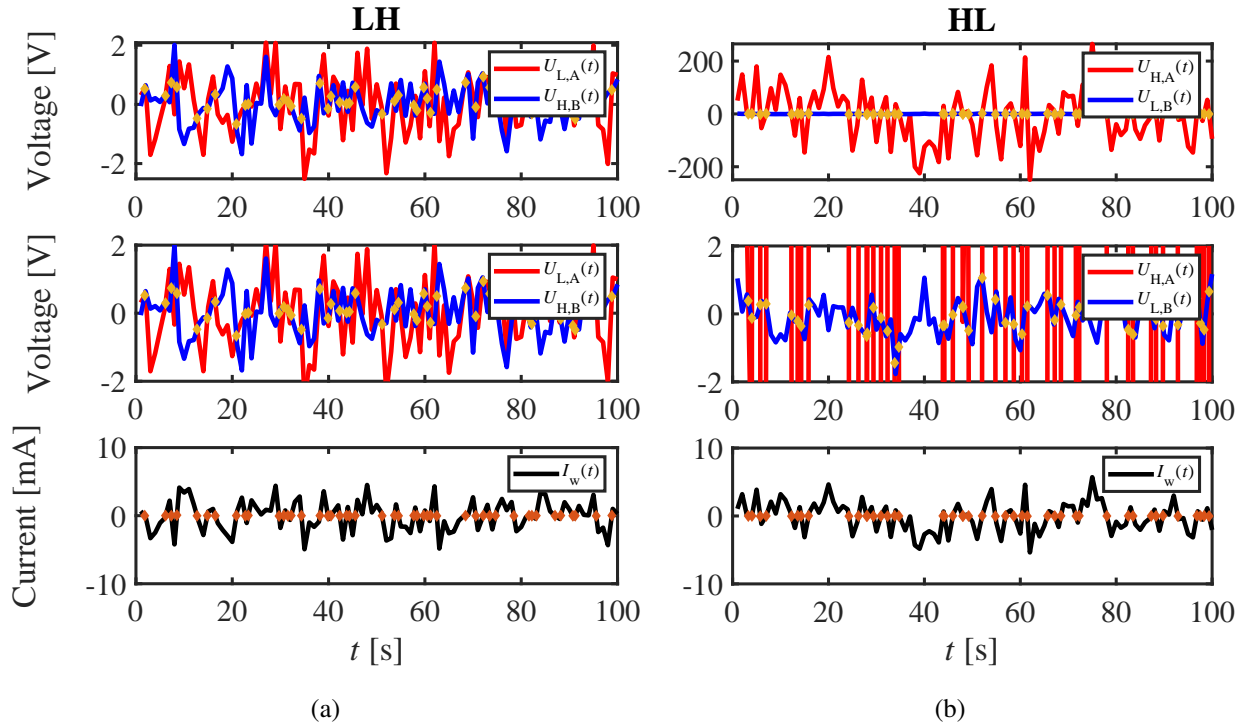 LH
Voltage [V]
2
0
-2
U_L,A(t)
U_H,B(t)
0 20 40 60 80 100
Voltage [V]
2
0
-2
U_L,A(t)
U_H,B(t)
0 20 40 60 80 100
Current [mA]
10
0
-10
I_w(t)
0 20 40 60 80 100
t [s]
(a)
HL
200
0
-200
U_H,A(t)
U_L,B(t)
0 20 40 60 80 100
2
0
-2
U_H,A(t)
U_L,B(t)
0 20 40 60 80 100
10
0
-10
I_w(t)
0 20 40 60 80 100
t [s]
(b)